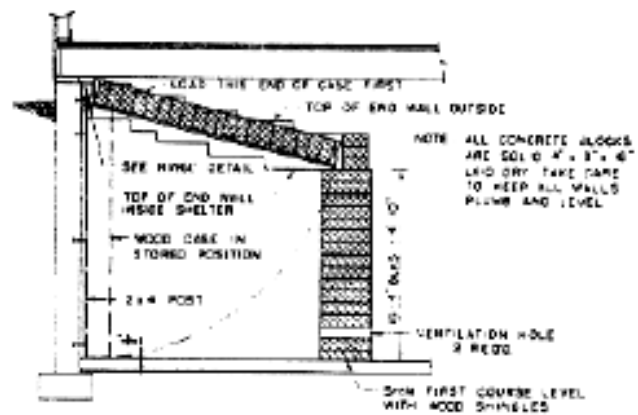 LOAD THIS END OF CASE FIRST
TOP OF END WALL OUTSIDE
NOTE ALL CONCRETE BLOCKS
ARE SOLID 4" x 8" x 16"
LAID DRY. TAKE CARE
TO KEEP ALL WALLS
PLUMB AND LEVEL
SEE HINGE DETAIL
TOP OF END WALL
INSIDE SHELTER
WOOD CASE IN
STORED POSITION
2 x 4 POST
VENTILATION HOLE
REQD.
SHIM FIRST COURSE LEVEL
WITH WOOD SHINGLES